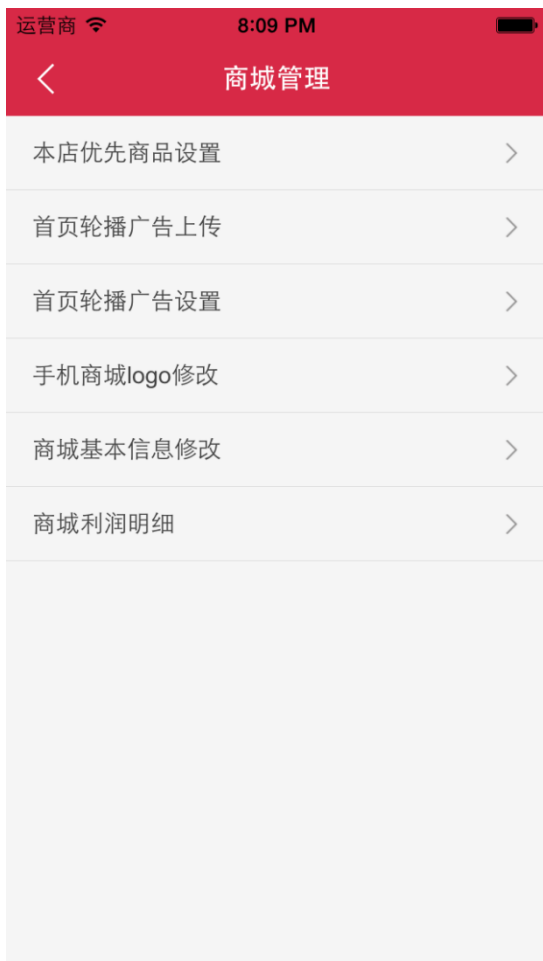 运营商 8:09 PM
商城管理
本店优先商品设置
首页轮播广告上传
首页轮播广告设置
手机商城logo修改
商城基本信息修改
商城利润明细